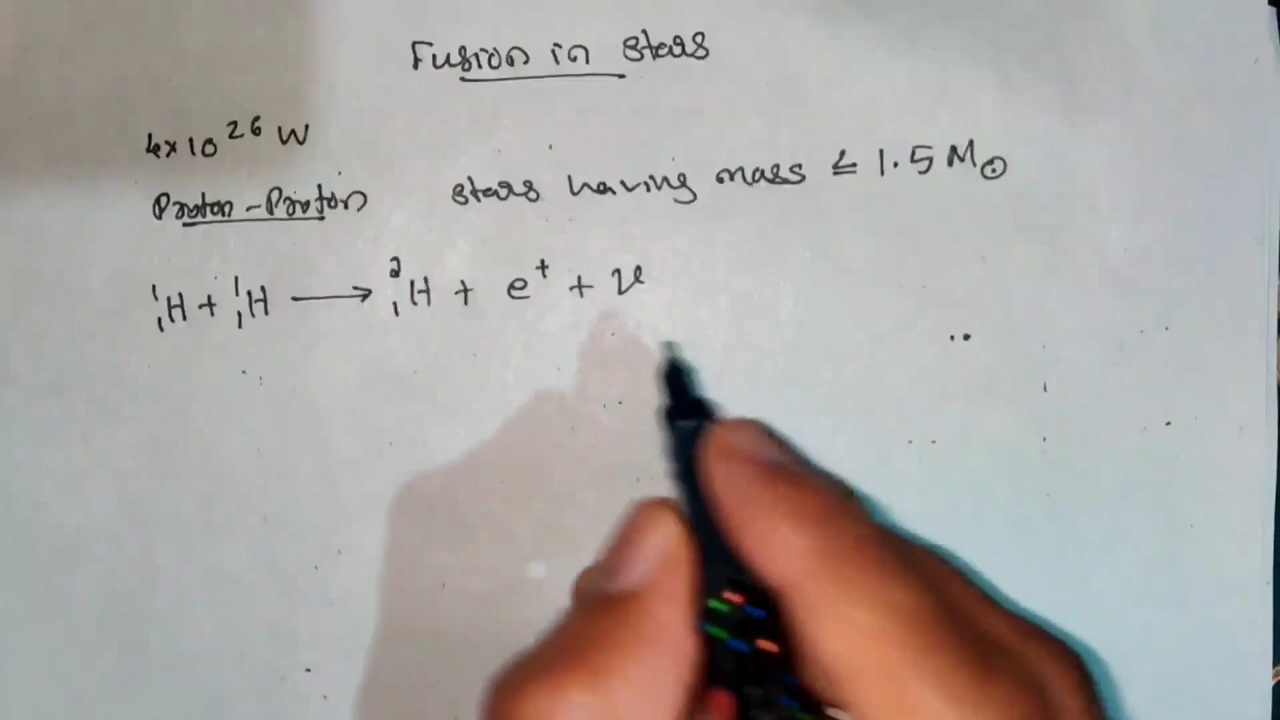 Fusion in stars
4×10²⁶ W
Proton-Proton stars having mass ≤ 1.5 M☉
¹₁H + ¹₁H ⟶ ²₁H + e⁺ + ν